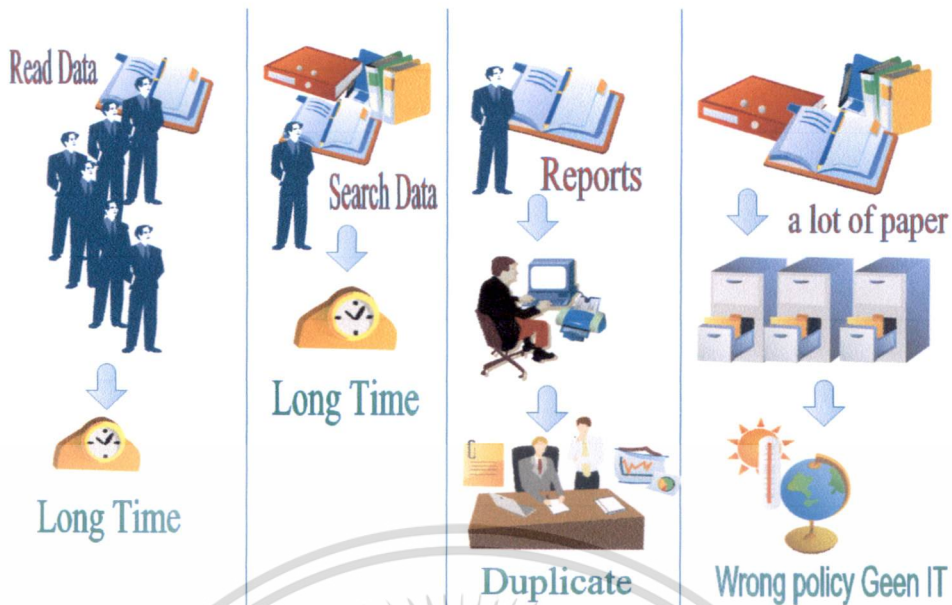 Read Data
Long Time
Search Data
Long Time
Reports
Duplicate
a lot of paper
Wrong policy Geen IT